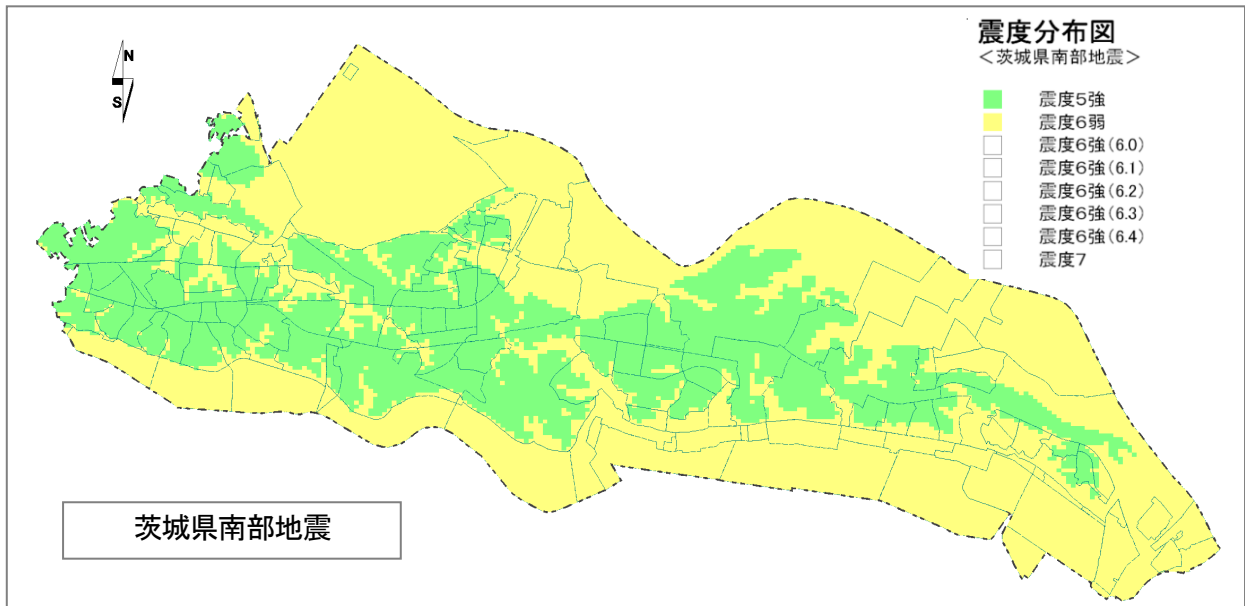 震度分布図
＜茨城県南部地震＞
N
S
震度5強
震度6弱
震度6強(6.0)
震度6強(6.1)
震度6強(6.2)
震度6強(6.3)
震度6強(6.4)
震度7
茨城県南部地震